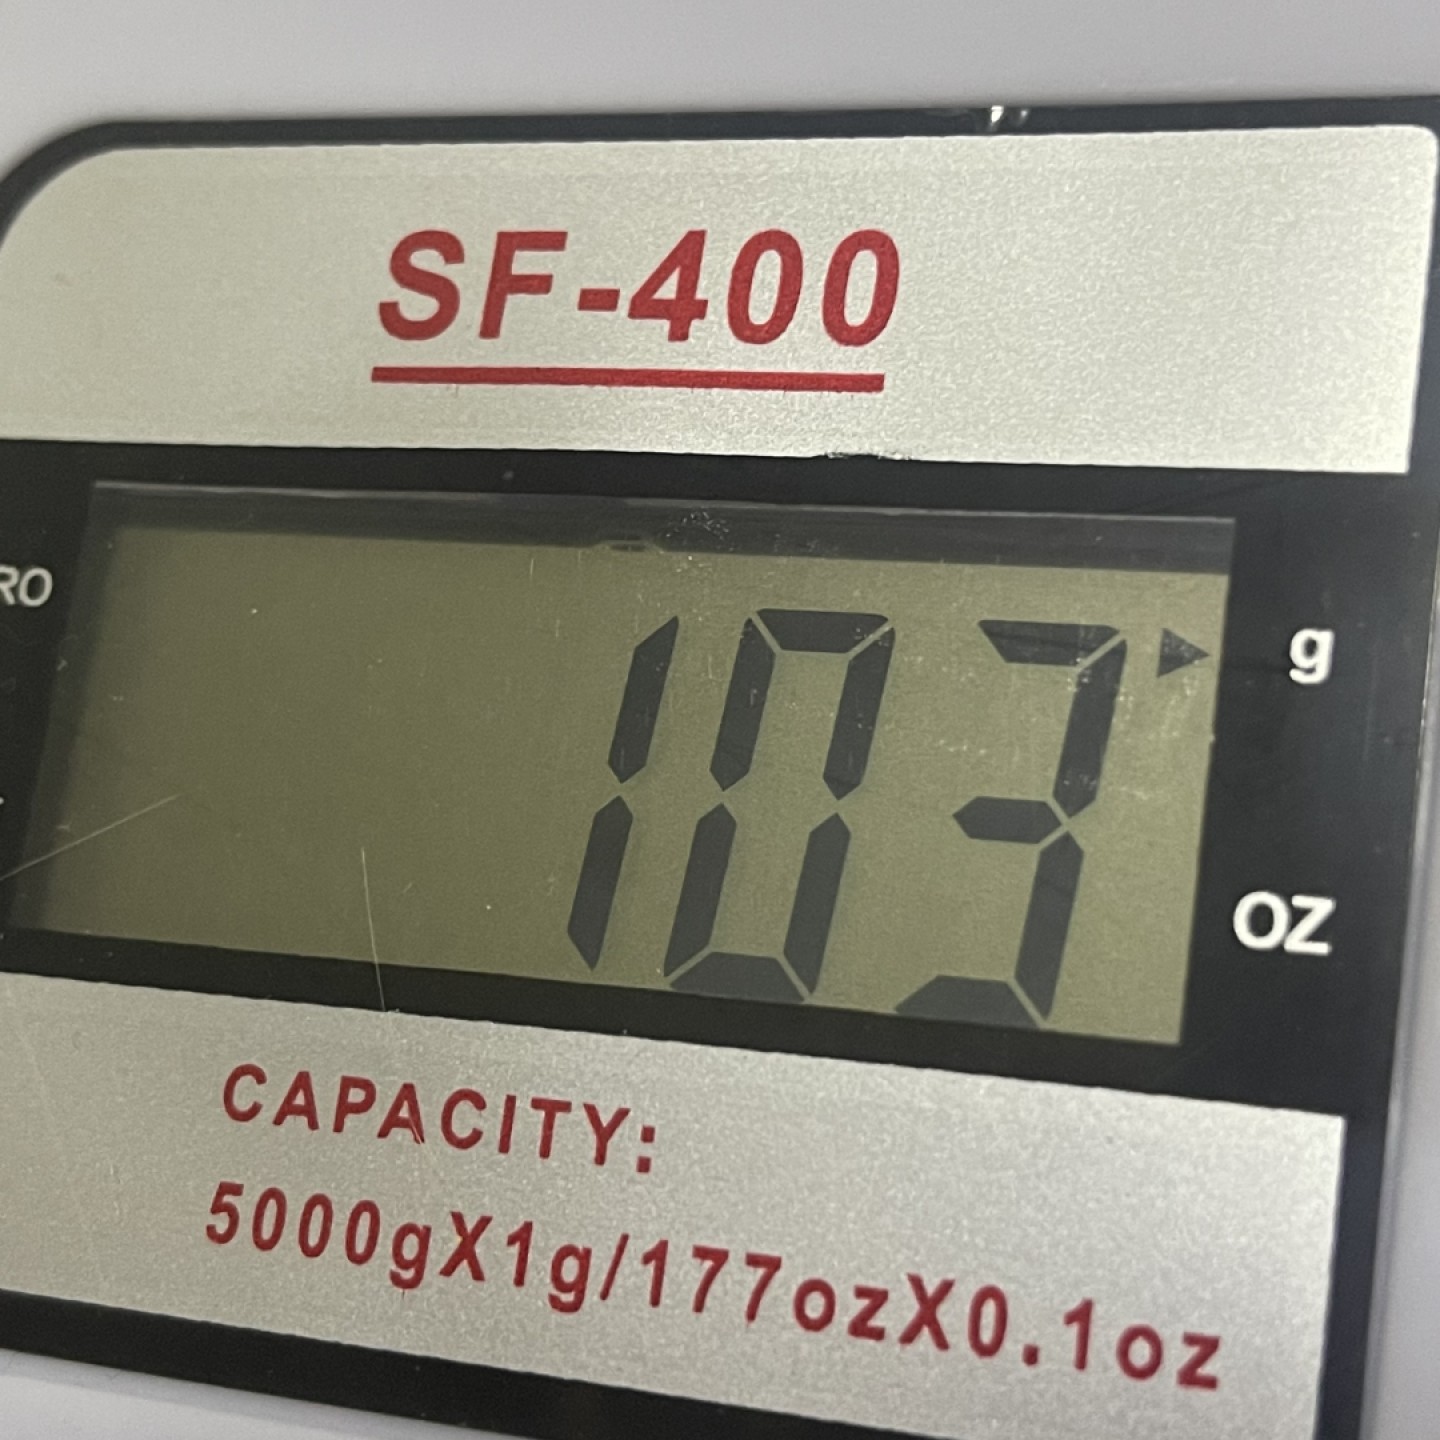 SF-400
RO
103
g
OZ
CAPACITY:
5000gX1g/177ozX0.1oz